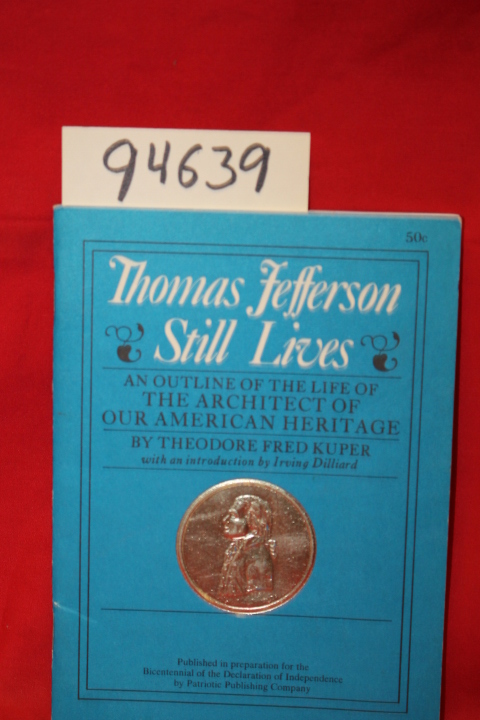 94639
50c
Thomas Jefferson
Still Lives
AN OUTLINE OF THE LIFE OF
THE ARCHITECT OF
OUR AMERICAN HERITAGE
BY THEODORE FRED KUPER
with an introduction by Irving Dilliard
Published in preparation for the
Bicentennial of the Declaration of Independence
by Patriotic Publishing Company